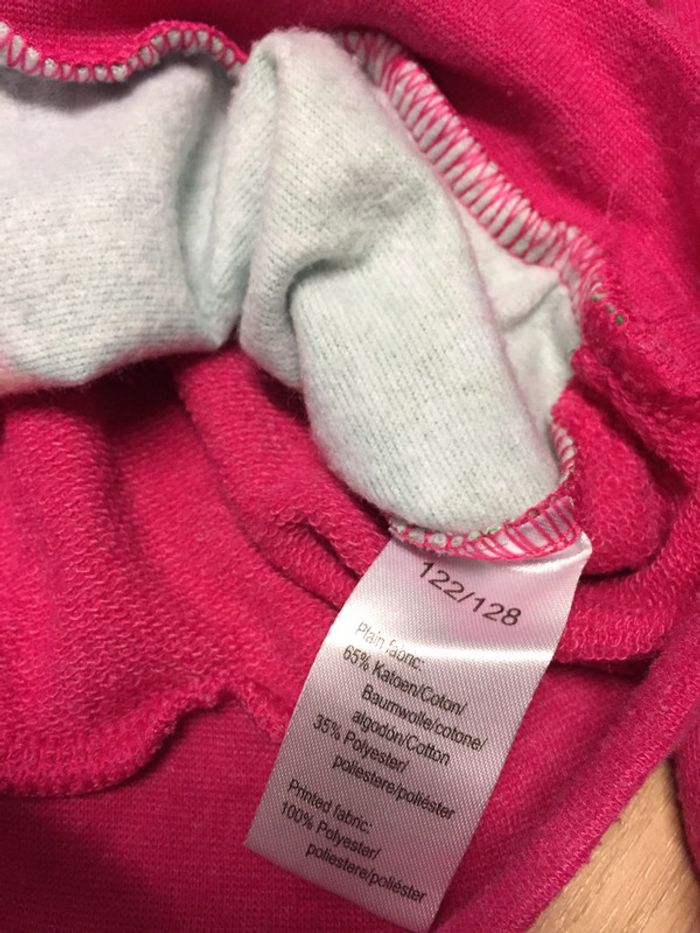 122/128
Plain fabric:
65% Katoen/Coton/
Baumwolle/cotone/
algodón/Cotton
35% Polyester/
poliestere/poliéster
Printed fabric:
100% Polyester/
poliestere/poliéster